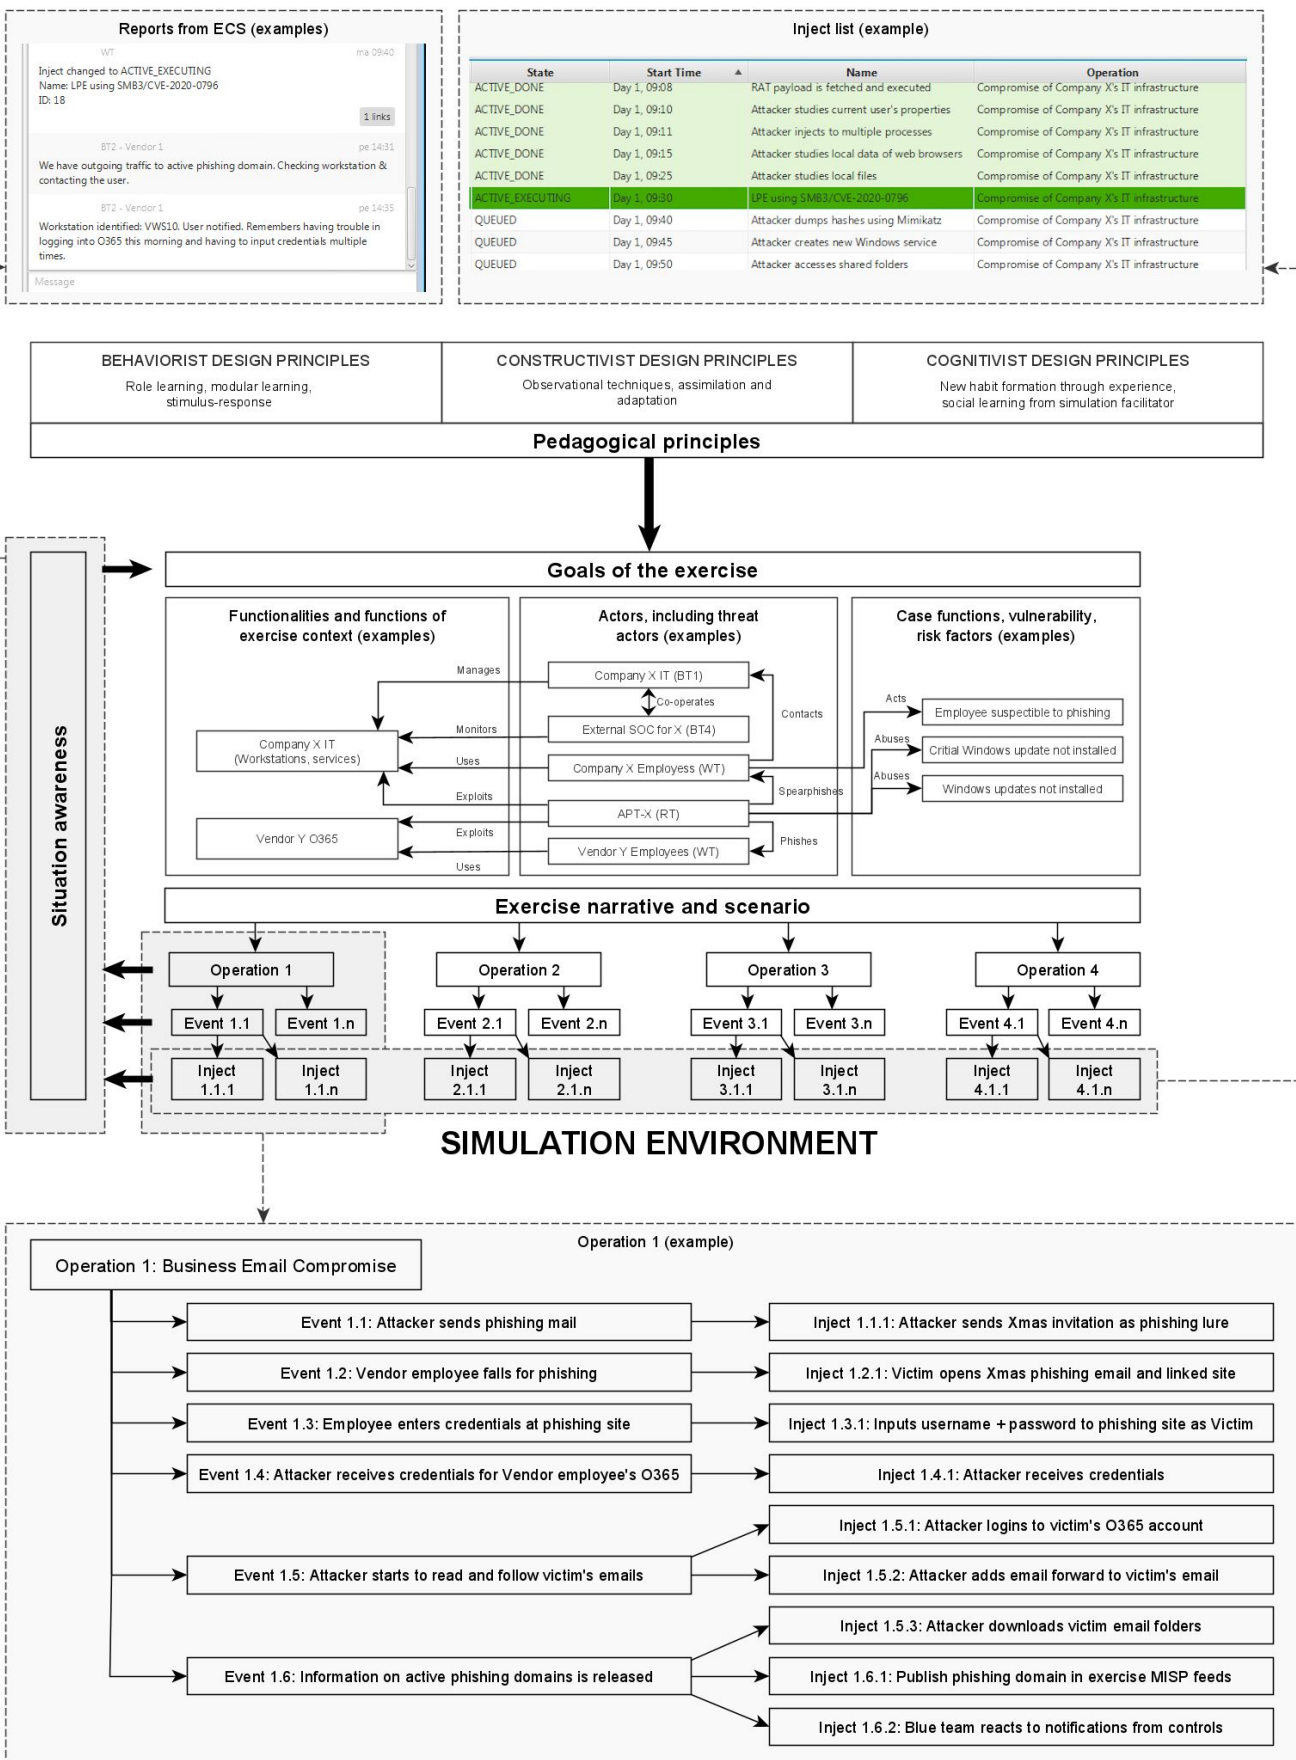 Reports from ECS (examples)
WT ma 09:40
Inject changed to ACTIVE_EXECUTING
Name: LPE using SMB3/CVE-2020-0796
ID: 18
1 links
BT2 - Vendor 1 pe 14:31
We have outgoing traffic to active phishing domain. Checking workstation &
contacting the user.
BT2 - Vendor 1 pe 14:35
Workstation identified: VWS10. User notified. Remembers having trouble in
logging into O365 this morning and having to input credentials multiple
times.
Message
Inject list (example)
State Start Time Name Operation
ACTIVE_DONE Day 1, 09:08 RAT payload is fetched and executed Compromise of Company X's IT infrastructure
ACTIVE_DONE Day 1, 09:10 Attacker studies current user's properties Compromise of Company X's IT infrastructure
ACTIVE_DONE Day 1, 09:11 Attacker injects to multiple processes Compromise of Company X's IT infrastructure
ACTIVE_DONE Day 1, 09:15 Attacker studies local data of web browsers Compromise of Company X's IT infrastructure
ACTIVE_DONE Day 1, 09:25 Attacker studies local files Compromise of Company X's IT infrastructure
ACTIVE_EXECUTING Day 1, 09:30 LPE using SMB3/CVE-2020-0796 Compromise of Company X's IT infrastructure
QUEUED Day 1, 09:40 Attacker dumps hashes using Mimikatz Compromise of Company X's IT infrastructure
QUEUED Day 1, 09:45 Attacker creates new Windows service Compromise of Company X's IT infrastructure
QUEUED Day 1, 09:50 Attacker accesses shared folders Compromise of Company X's IT infrastructure
BEHAVIORIST DESIGN PRINCIPLES
Role learning, modular learning,
stimulus-response
CONSTRUCTIVIST DESIGN PRINCIPLES
Observational techniques, assimilation and
adaptation
COGNITIVIST DESIGN PRINCIPLES
New habit formation through experience,
social learning from simulation facilitator
Pedagogical principles
Situation awareness
Goals of the exercise
Functionalities and functions of
exercise context (examples)
Actors, including threat
actors (examples)
Case functions, vulnerability,
risk factors (examples)
Manages
Monitors
Uses
Exploits
Exploits
Uses
Company X IT
(Workstations, services)
Vendor Y O365
Company X IT (BT1)
Co-operates
External SOC for X (BT4)
Company X Employess (WT)
APT-X (RT)
Vendor Y Employees (WT)
Contacts
Spearphishes
Phishes
Acts
Abuses
Abuses
Employee suspectible to phishing
Critial Windows update not installed
Windows updates not installed
Exercise narrative and scenario
Operation 1
Operation 2
Operation 3
Operation 4
Event 1.1
Event 1.n
Event 2.1
Event 2.n
Event 3.1
Event 3.n
Event 4.1
Event 4.n
Inject
1.1.1
Inject
1.1.n
Inject
2.1.1
Inject
2.1.n
Inject
3.1.1
Inject
3.1.n
Inject
4.1.1
Inject
4.1.n
SIMULATION ENVIRONMENT
Operation 1 (example)
Operation 1: Business Email Compromise
Event 1.1: Attacker sends phishing mail
Inject 1.1.1: Attacker sends Xmas invitation as phishing lure
Event 1.2: Vendor employee falls for phishing
Inject 1.2.1: Victim opens Xmas phishing email and linked site
Event 1.3: Employee enters credentials at phishing site
Inject 1.3.1: Inputs username + password to phishing site as Victim
Event 1.4: Attacker receives credentials for Vendor employee's O365
Inject 1.4.1: Attacker receives credentials
Inject 1.5.1: Attacker logins to victim's O365 account
Event 1.5: Attacker starts to read and follow victim's emails
Inject 1.5.2: Attacker adds email forward to victim's email
Inject 1.5.3: Attacker downloads victim email folders
Event 1.6: Information on active phishing domains is released
Inject 1.6.1: Publish phishing domain in exercise MISP feeds
Inject 1.6.2: Blue team reacts to notifications from controls